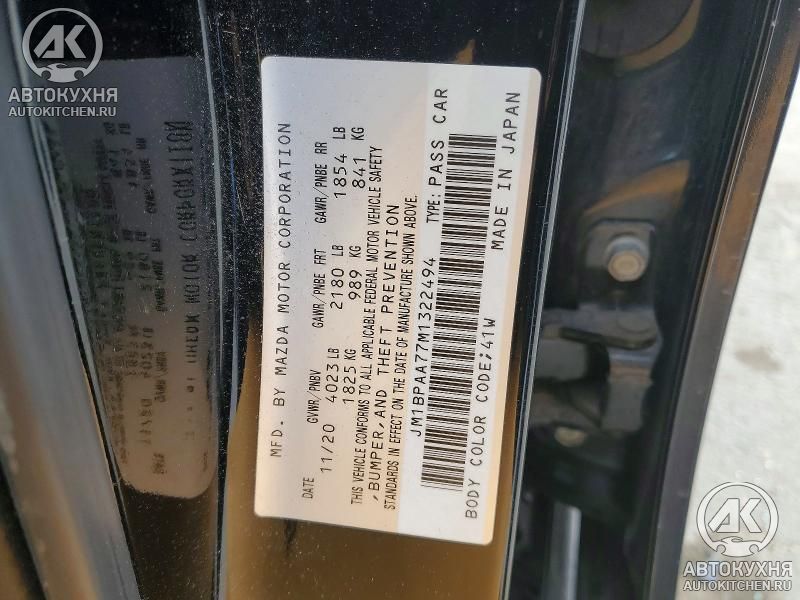 MFD. BY MAZDA MOTOR CORPORATION
DATE GVWR/PNBV GAWR/PNBE FRT GAWR/PNBE RR
11/20 4023 LB 2180 LB 1854 LB
1825 KG 989 KG 841 KG
THIS VEHICLE CONFORMS TO ALL APPLICABLE FEDERAL MOTOR VEHICLE SAFETY
,BUMPER,AND THEFT PREVENTION
STANDARDS IN EFFECT ON THE DATE OF MANUFACTURE SHOWN ABOVE.
JM1BPAA77M1322494 TYPE: PASS CAR
BODY COLOR CODE;41W MADE IN JAPAN
АК
АВТОКУХНЯ
AUTOKITCHEN.RU
АК
АВТОКУХНЯ
AUTOKITCHEN.RU